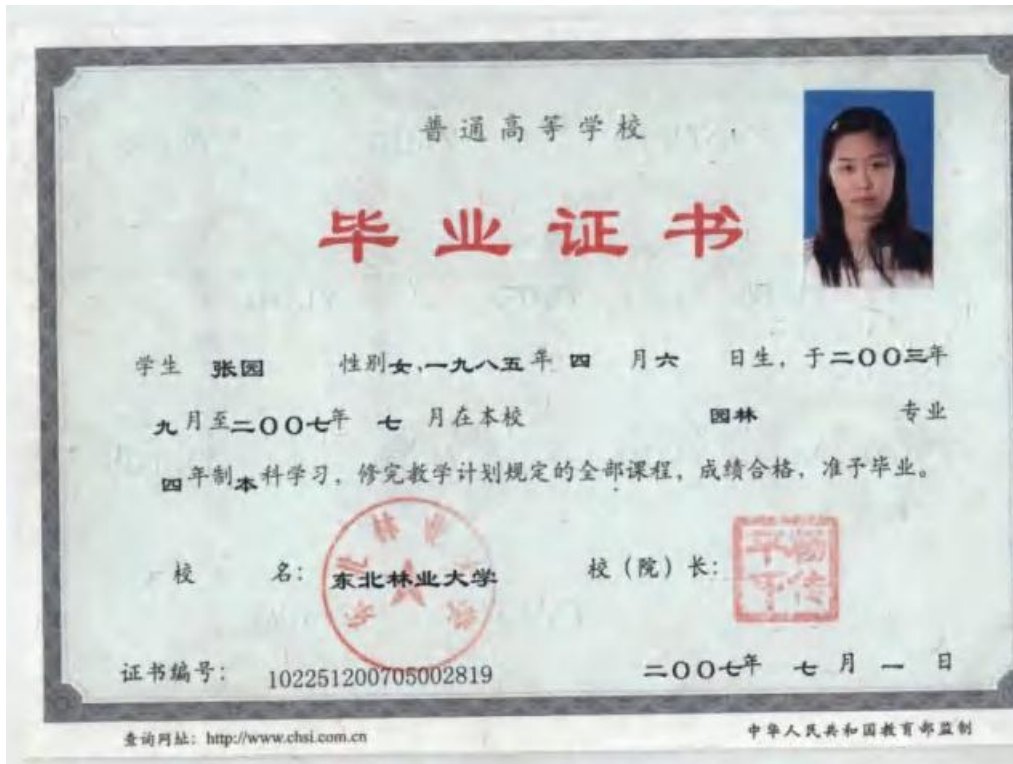 普通高等学校
毕业证书
学生 张园 性别女,一九八五年 四 月六 日生，于二〇〇三年
九月至二〇〇七年 七 月在本校 园林 专业
四年制本科学习，修完教学计划规定的全部课程，成绩合格，准予毕业。
校 名： 东北林业大学 校（院）长：
证书编号： 102251200705002819 二〇〇七年 七 月 一 日
查询网址：http://www.chsi.com.cn 中华人民共和国教育部监制